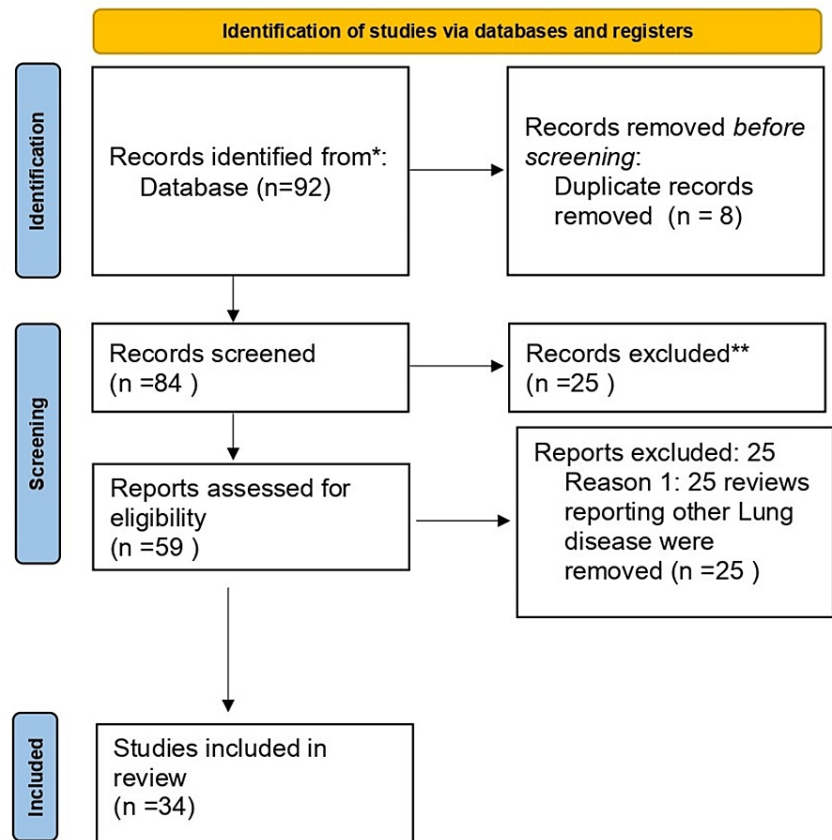 Identification of studies via databases and registers
Identification
Records identified from*:
Database (n=92)
Records removed before
screening:
Duplicate records
removed (n = 8)
Screening
Records screened
(n =84 )
Records excluded**
(n =25 )
Reports assessed for
eligibility
(n =59 )
Reports excluded: 25
Reason 1: 25 reviews
reporting other Lung
disease were
removed (n =25 )
Included
Studies included in
review
(n =34)